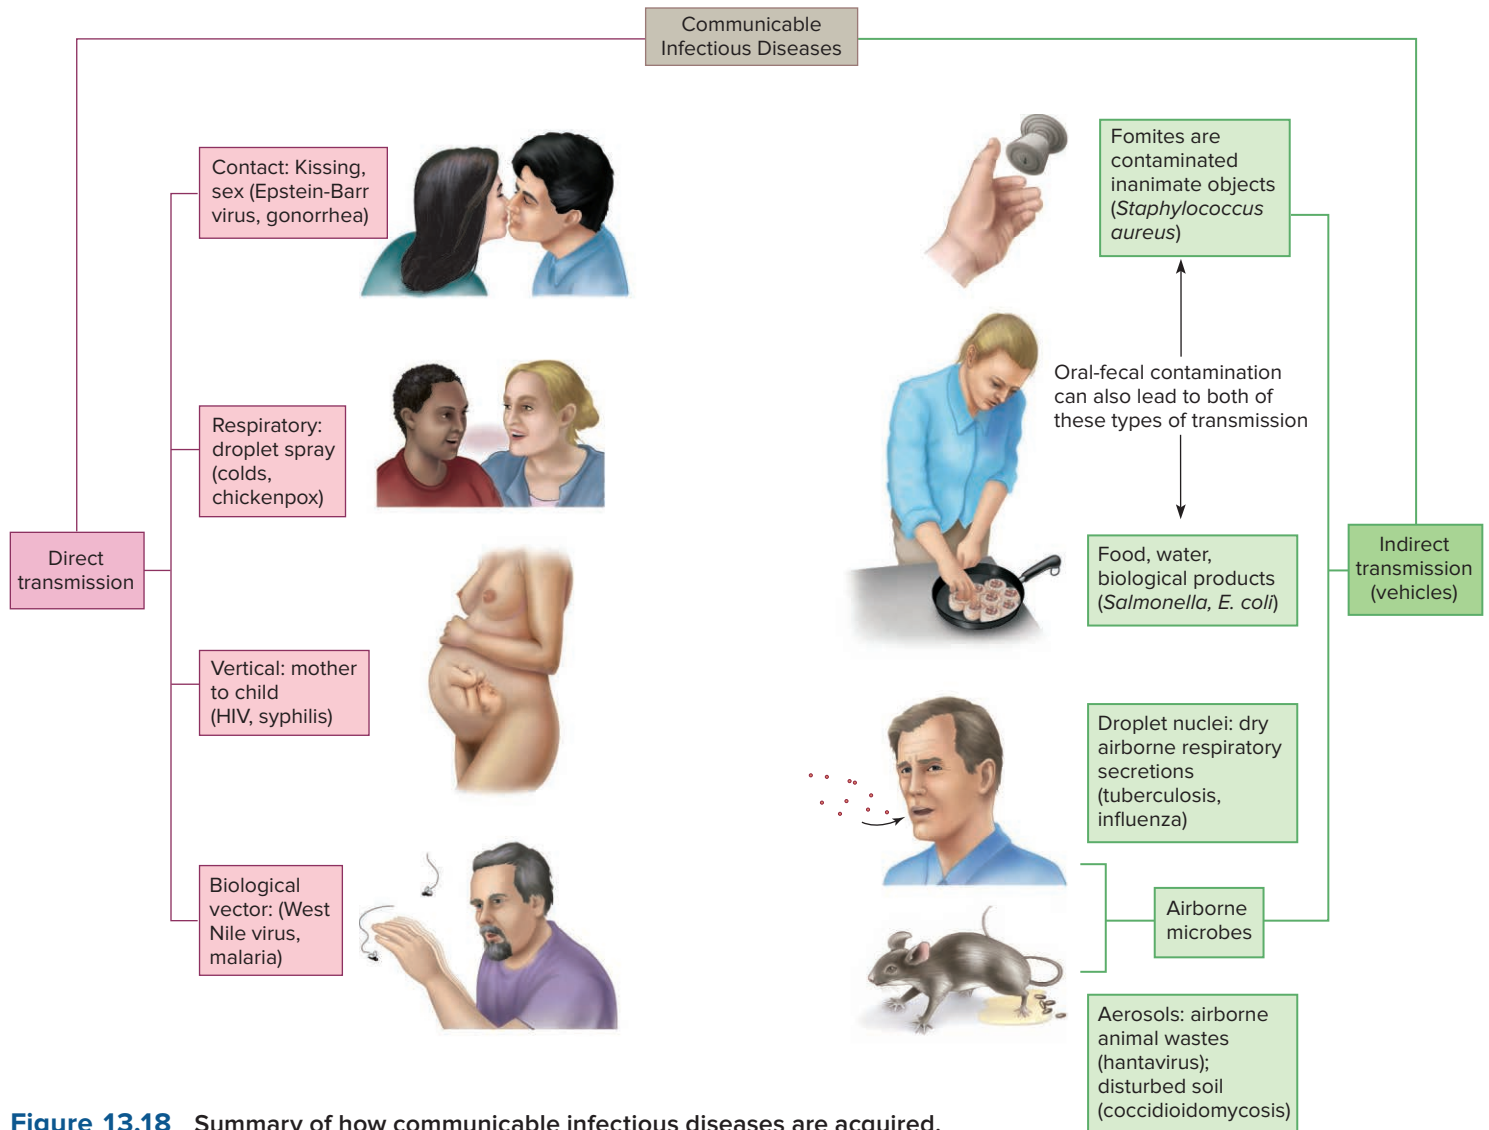 Communicable
Infectious Diseases
Contact: Kissing,
sex (Epstein-Barr
virus, gonorrhea)
Respiratory:
droplet spray
(colds,
chickenpox)
Direct
transmission
Vertical: mother
to child
(HIV, syphilis)
Biological
vector: (West
Nile virus,
malaria)
Fomites are
contaminated
inanimate objects
(Staphylococcus
aureus)
Oral-fecal contamination
can also lead to both of
these types of transmission
Food, water,
biological products
(Salmonella, E. coli)
Indirect
transmission
(vehicles)
Droplet nuclei: dry
airborne respiratory
secretions
(tuberculosis,
influenza)
Airborne
microbes
Aerosols: airborne
animal wastes
(hantavirus);
disturbed soil
(coccidioidomycosis)
Figure 13.18 Summary of how communicable infectious diseases are acquired.